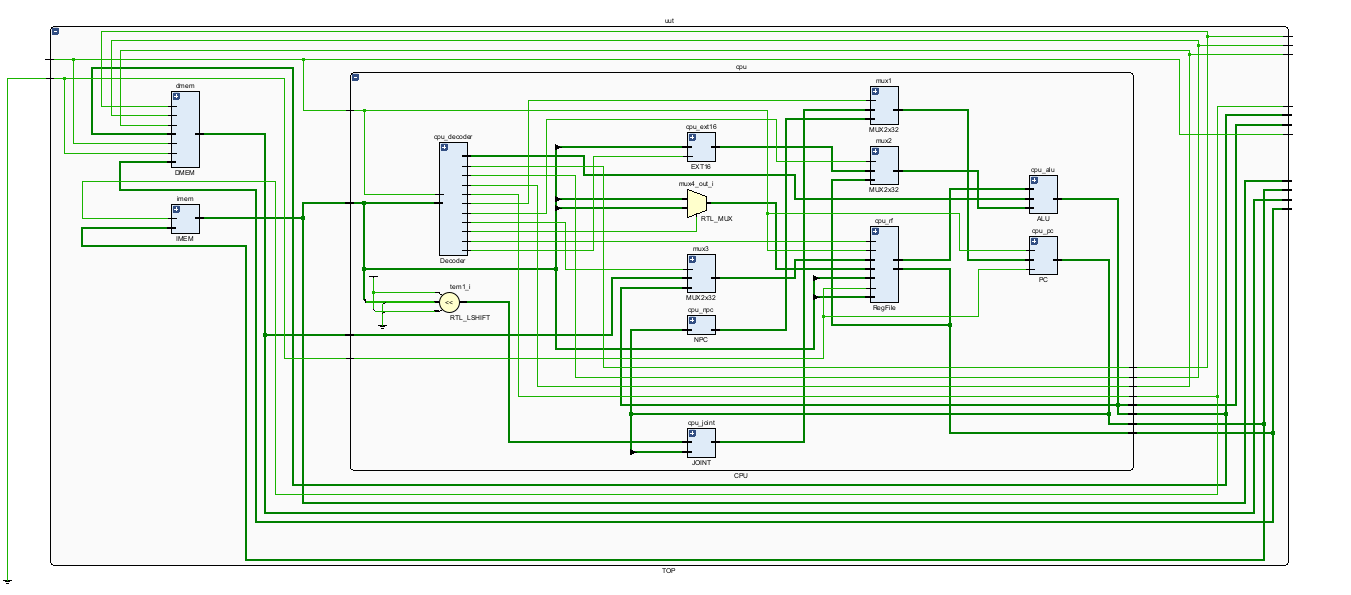 uut
cpu
dmem
DMEM
imem
IMEM
cpu_decoder
Decoder
tem1_i
<<
RTL_LSHIFT
cpu_ext16
EXT16
mux4_out_i
RTL_MUX
mux3
MUX2x32
cpu_npc
NPC
cpu_joint
JOINT
mux1
MUX2x32
mux2
MUX2x32
cpu_rf
RegFile
cpu_alu
ALU
cpu_pc
PC
CPU
TOP